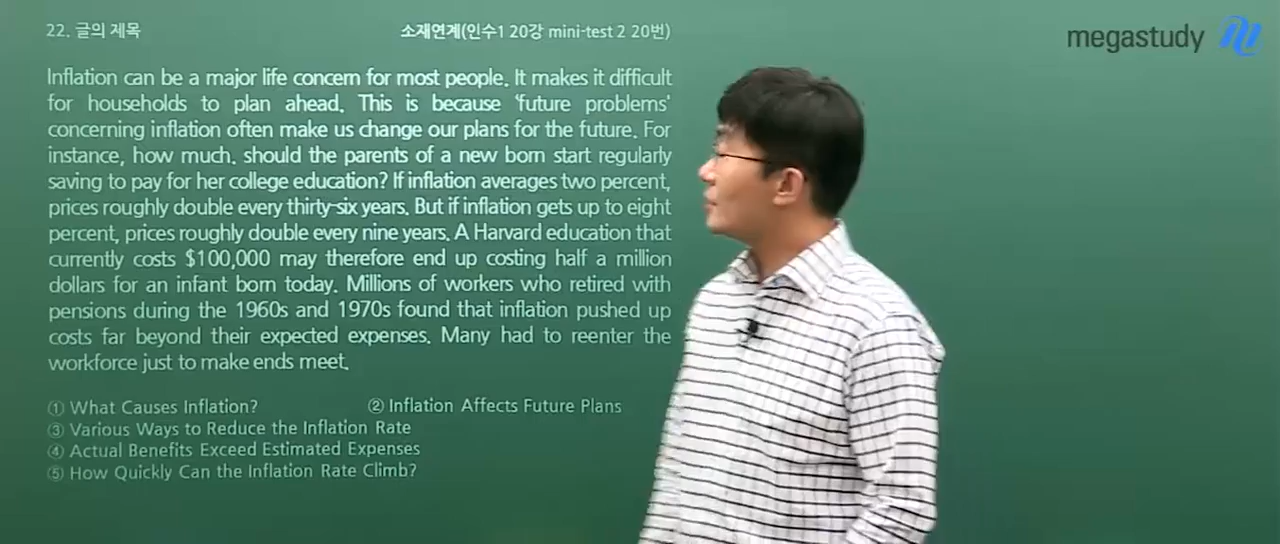 22. 글의 제목
소재연계(인수1 20강 mini-test 2 20번)
megastudy
Inflation can be a major life concern for most people. It makes it difficult
for households to plan ahead. This is because 'future problems'
concerning inflation often make us change our plans for the future. For
instance, how much. should the parents of a new born start regularly
saving to pay for her college education? If inflation averages two percent,
prices roughly double every thirty-six years. But if inflation gets up to eight
percent, prices roughly double every nine years. A Harvard education that
currently costs $100,000 may therefore end up costing half a million
dollars for an infant born today. Millions of workers who retired with
pensions during the 1960s and 1970s found that inflation pushed up
costs far beyond their expected expenses. Many had to reenter the
workforce just to make ends meet.
① What Causes Inflation?
② Inflation Affects Future Plans
③ Various Ways to Reduce the Inflation Rate
④ Actual Benefits Exceed Estimated Expenses
⑤ How Quickly Can the Inflation Rate Climb?